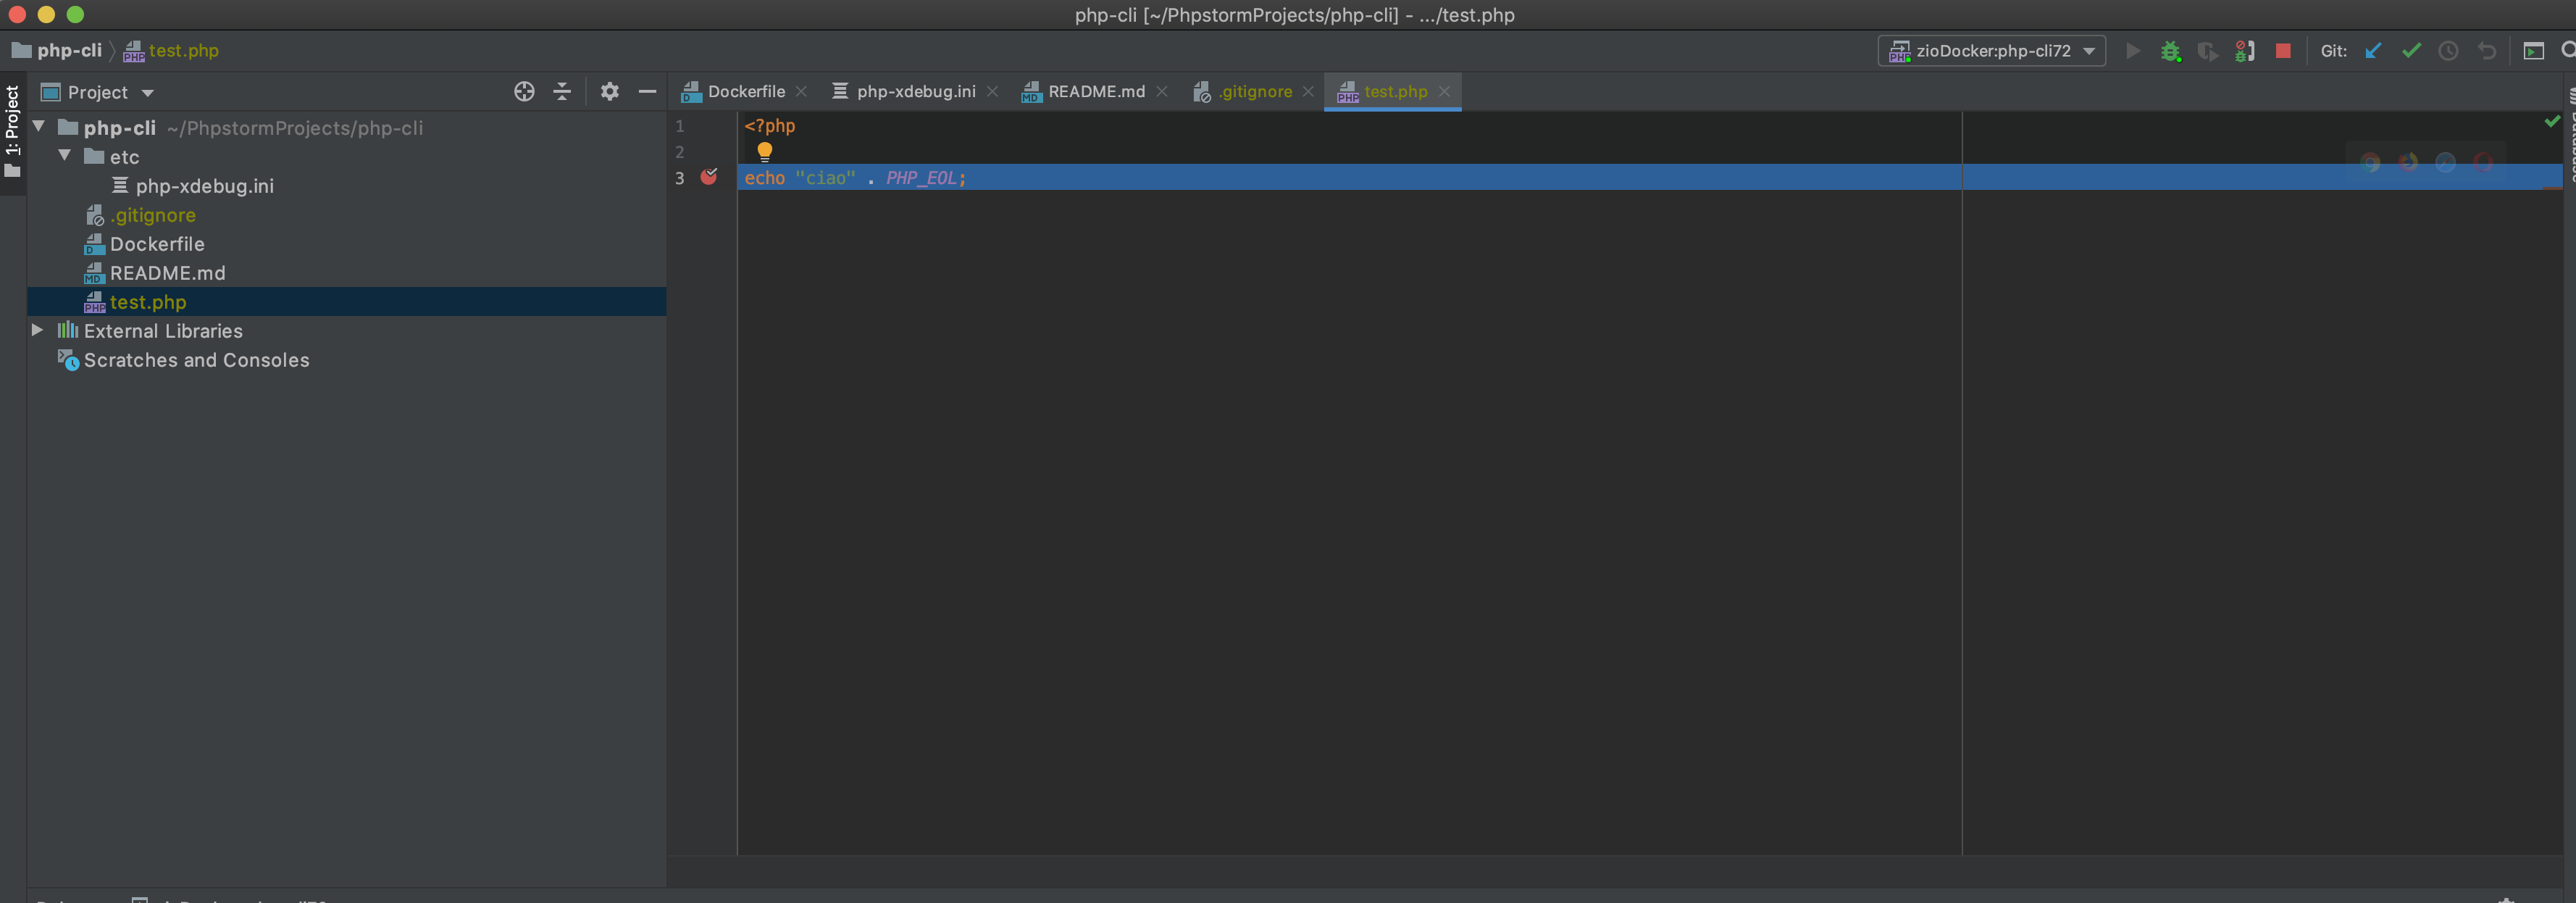 php-cli [~/PhpstormProjects/php-cli] - .../test.php
php-cli test.php
zioDocker:php-cli72 Git:
1: Project
Project
Dockerfile php-xdebug.ini README.md .gitignore test.php
php-cli ~/PhpstormProjects/php-cli
etc
php-xdebug.ini
.gitignore
Dockerfile
README.md
test.php
External Libraries
Scratches and Consoles
1 <?php
2
3 echo "ciao" . PHP_EOL;